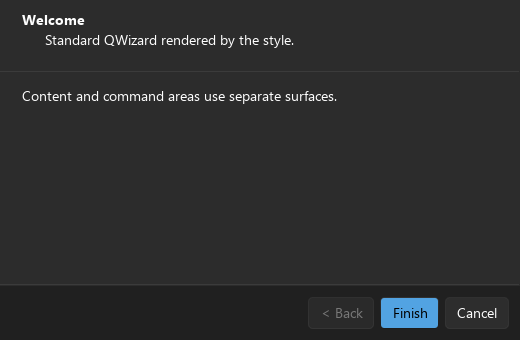 Welcome
Standard QWizard rendered by the style.
Content and command areas use separate surfaces.
< Back
Finish
Cancel